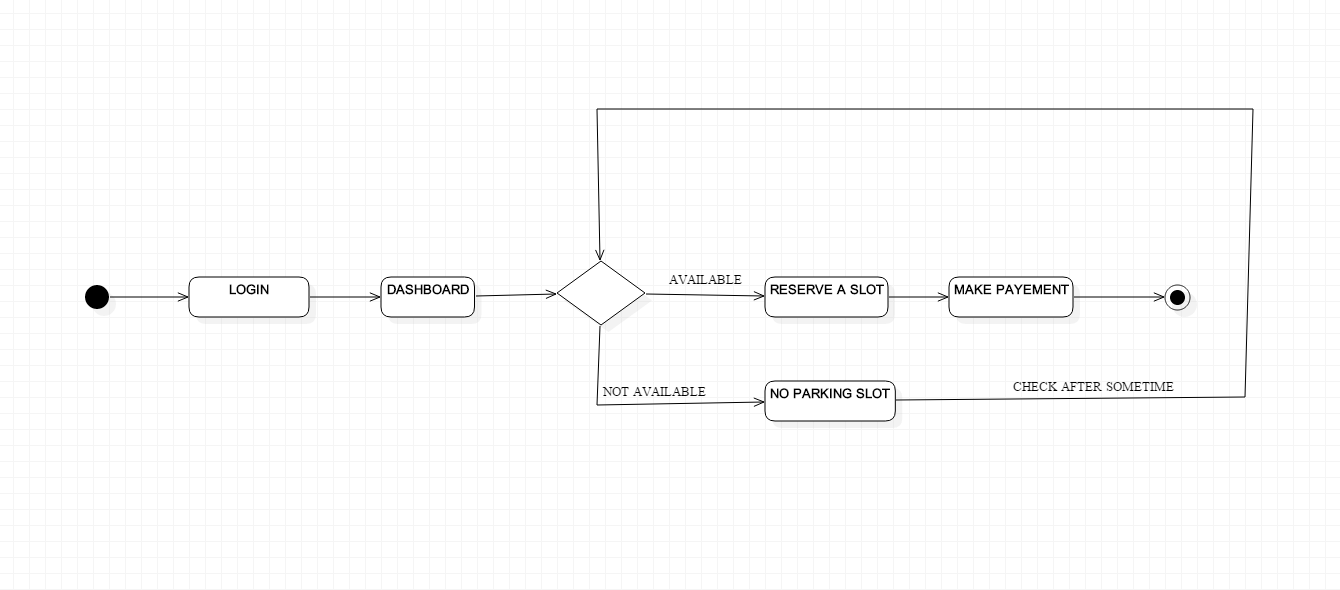 LOGIN
DASHBOARD
AVAILABLE
RESERVE A SLOT
MAKE PAYEMENT
NOT AVAILABLE
NO PARKING SLOT
CHECK AFTER SOMETIME